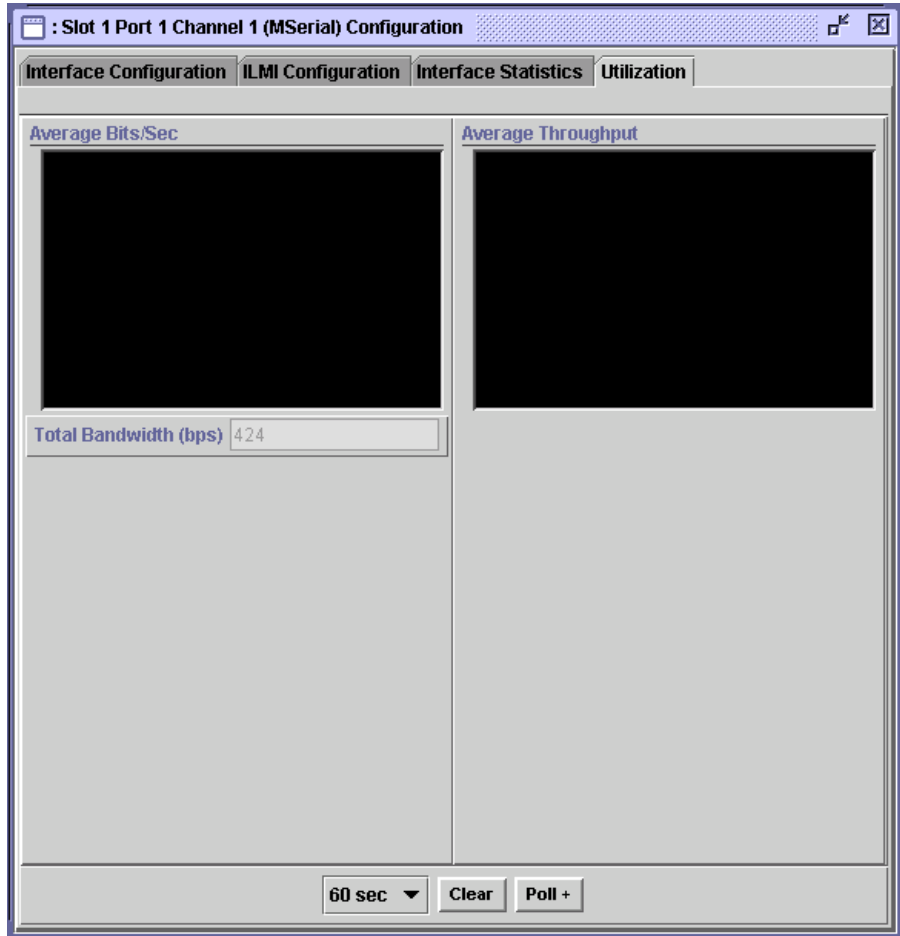 : Slot 1 Port 1 Channel 1 (MSerial) Configuration
Interface Configuration ILMI Configuration Interface Statistics Utilization
Average Bits/Sec
Average Throughput
Total Bandwidth (bps) 424
60 sec Clear Poll +